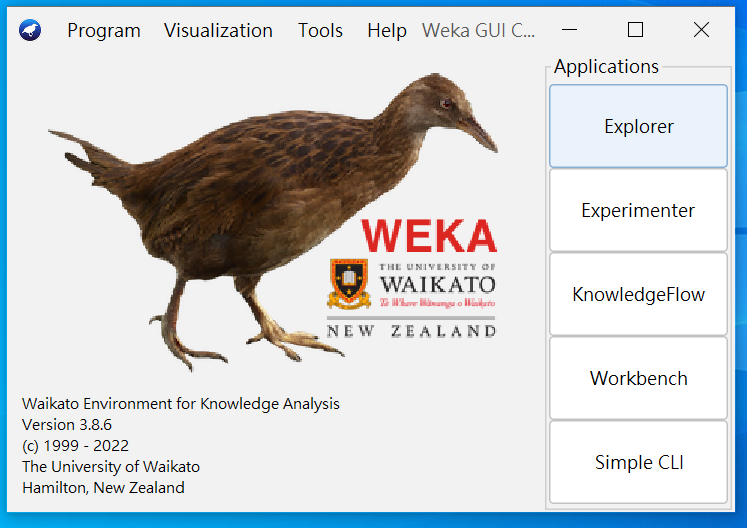 Program Visualization Tools Help Weka GUI C...
Applications
Explorer
Experimenter
KnowledgeFlow
Workbench
Simple CLI
WEKA
THE UNIVERSITY OF
WAIKATO
Te Whare Wānanga o Waikato
NEW ZEALAND
Waikato Environment for Knowledge Analysis
Version 3.8.6
(c) 1999 - 2022
The University of Waikato
Hamilton, New Zealand